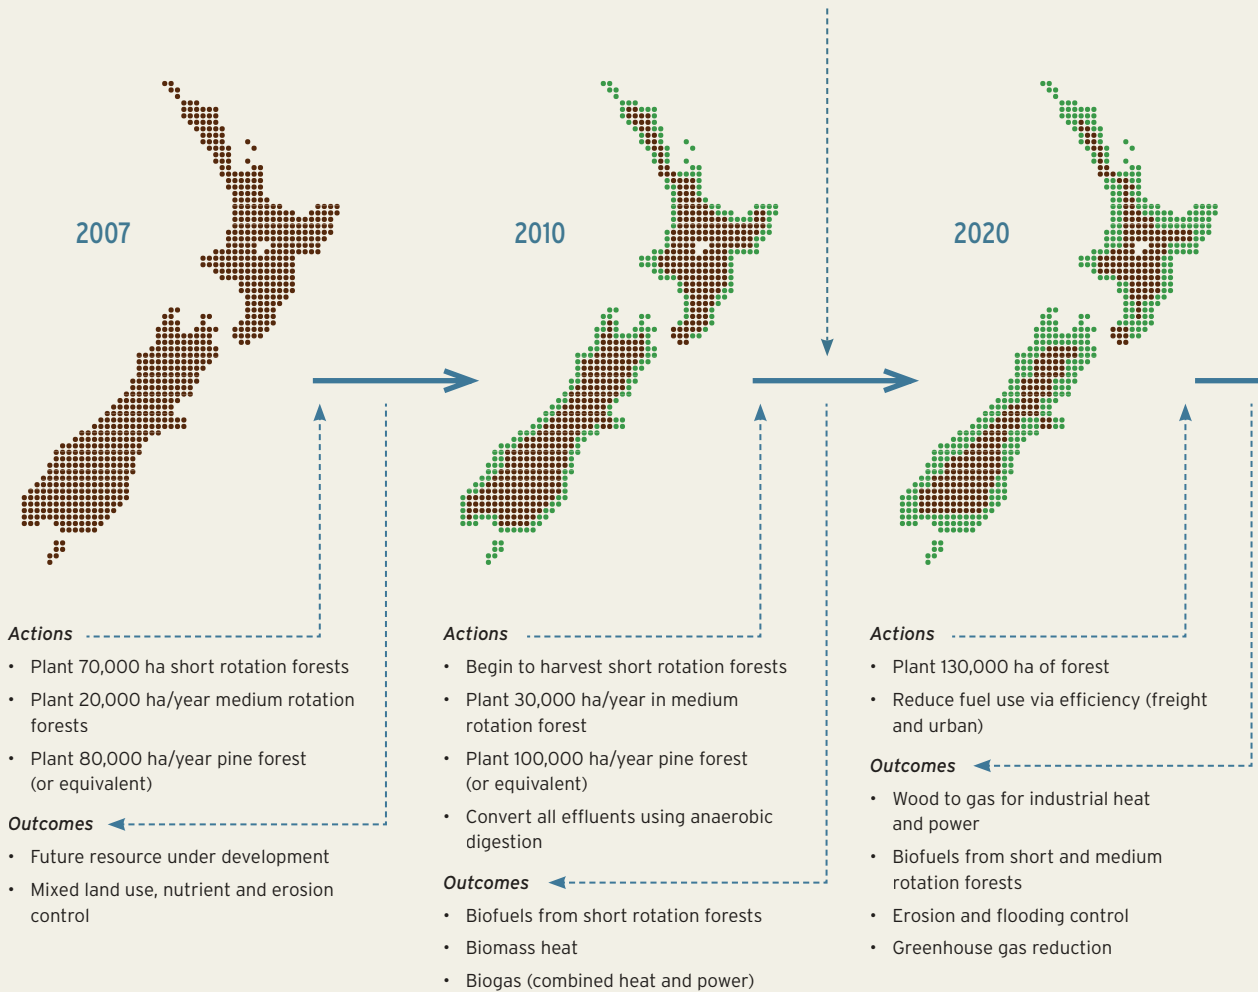 2007
2010
2020
Actions
• Plant 70,000 ha short rotation forests
• Plant 20,000 ha/year medium rotation
forests
• Plant 80,000 ha/year pine forest
(or equivalent)
Outcomes
• Future resource under development
• Mixed land use, nutrient and erosion
control
Actions
• Begin to harvest short rotation forests
• Plant 30,000 ha/year in medium
rotation forest
• Plant 100,000 ha/year pine forest
(or equivalent)
• Convert all effluents using anaerobic
digestion
Outcomes
• Biofuels from short rotation forests
• Biomass heat
• Biogas (combined heat and power)
Actions
• Plant 130,000 ha of forest
• Reduce fuel use via efficiency (freight
and urban)
Outcomes
• Wood to gas for industrial heat
and power
• Biofuels from short and medium
rotation forests
• Erosion and flooding control
• Greenhouse gas reduction